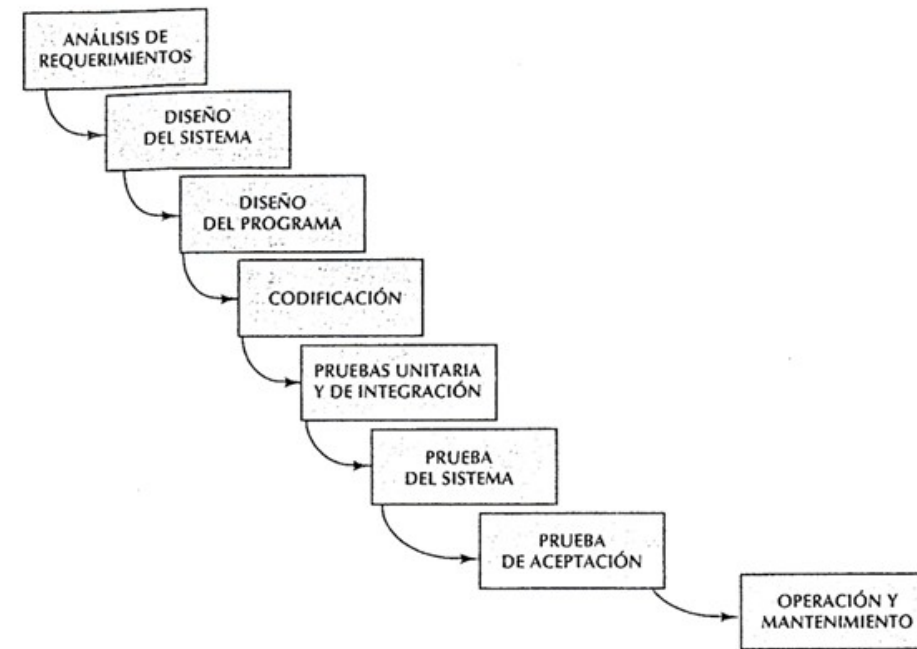 ANÁLISIS DE
REQUERIMIENTOS
DISEÑO
DEL SISTEMA
DISEÑO
DEL PROGRAMA
CODIFICACIÓN
PRUEBAS UNITARIA
Y DE INTEGRACIÓN
PRUEBA
DEL SISTEMA
PRUEBA
DE ACEPTACIÓN
OPERACIÓN Y
MANTENIMIENTO